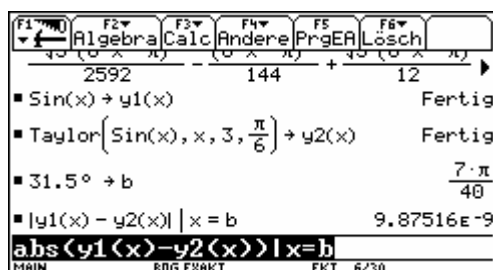 F1 F2 F3 F4 F5 F6
Algebra Calc Andere PrgEA Lösch
2592 - 144 + 12
▪ Sin(x) → y1(x) Fertig
▪ Taylor(Sin(x), x, 3, π/6) → y2(x) Fertig
▪ 31.5° → b 7·π/40
▪ |y1(x) - y2(x)| | x = b 9.87516ᴇ-9
abs(y1(x)-y2(x))|x=b
MAIN BOG EXAKT FKT 6/30